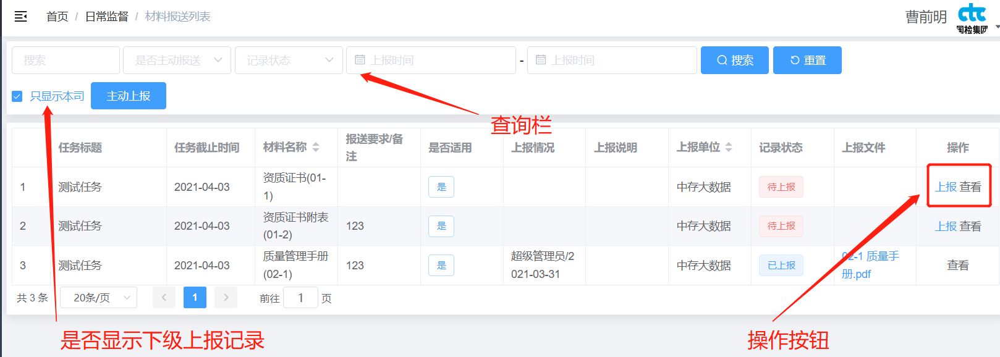 首页 / 日常监督 / 材料报送列表
曹前明
ctc
国检集团
搜索
是否主动报送
记录状态
上报时间
-
上报时间
搜索
重置
只显示本司
主动上报
查询栏
任务标题
任务截止时间
材料名称
报送要求/备
注
是否适用
上报情况
上报说明
上报单位
记录状态
上报文件
操作
1
测试任务
2021-04-03
资质证书(01-
1)
是
中存大数据
待上报
上报 查看
2
测试任务
2021-04-03
资质证书附表
(01-2)
123
是
中存大数据
待上报
上报 查看
3
测试任务
2021-04-03
质量管理手册
(02-1)
123
是
超级管理员/2
021-03-31
中存大数据
已上报
02-1 质量手
册.pdf
查看
共 3 条
20条/页
1
前往 1 页
是否显示下级上报记录
操作按钮